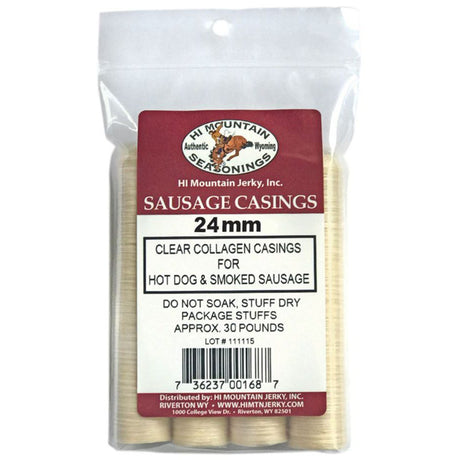 HI MOUNTAIN
Authentic Wyoming
SEASONINGS
HI Mountain Jerky, Inc.
SAUSAGE CASINGS
24mm
CLEAR COLLAGEN CASINGS
FOR
HOT DOG & SMOKED SAUSAGE
DO NOT SOAK, STUFF DRY
PACKAGE STUFFS
APPROX. 30 POUNDS
LOT # 111115
7 36237 00168 7
Distributed by: HI MOUNTAIN JERKY, INC.
RIVERTON WY • WWW.HIMTNJERKY.COM
1000 College View Dr. • Riverton, WY 82501